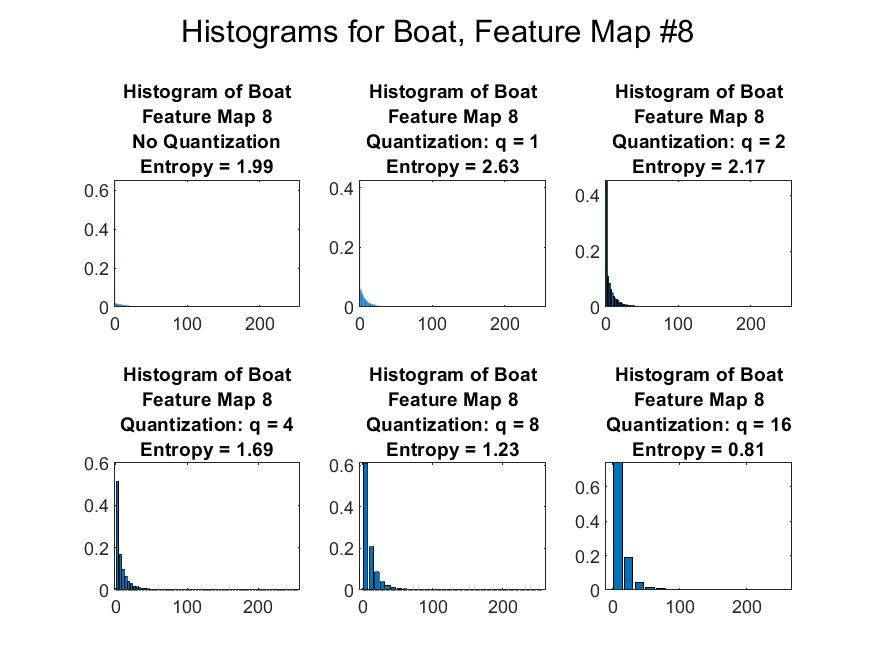 Histograms for Boat, Feature Map #8
Histogram of Boat
Feature Map 8
No Quantization
Entropy = 1.99
0.6
0.4
0.2
0
0 100 200
Histogram of Boat
Feature Map 8
Quantization: q = 1
Entropy = 2.63
0.4
0.2
0
0 100 200
Histogram of Boat
Feature Map 8
Quantization: q = 2
Entropy = 2.17
0.4
0.2
0
0 100 200
Histogram of Boat
Feature Map 8
Quantization: q = 4
Entropy = 1.69
0.6
0.4
0.2
0
0 100 200
Histogram of Boat
Feature Map 8
Quantization: q = 8
Entropy = 1.23
0.6
0.4
0.2
0
0 100 200
Histogram of Boat
Feature Map 8
Quantization: q = 16
Entropy = 0.81
0.6
0.4
0.2
0
0 100 200